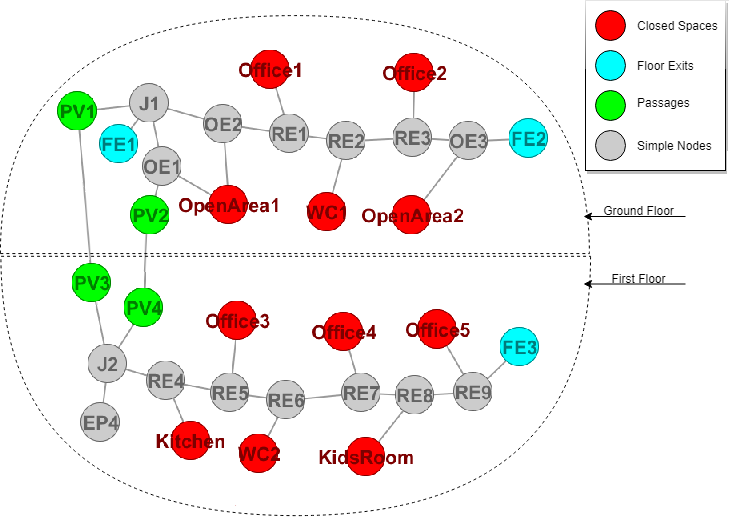 Closed Spaces
Floor Exits
Passages
Simple Nodes
Office1
Office2
PV1
J1
OE2
RE1
RE2
RE3
OE3
FE2
FE1
OE1
PV2
OpenArea1
WC1
OpenArea2
Ground Floor
First Floor
PV3
PV4
Office3
Office4
Office5
FE3
J2
RE4
RE5
RE6
RE7
RE8
RE9
EP4
Kitchen
WC2
KidsRoom